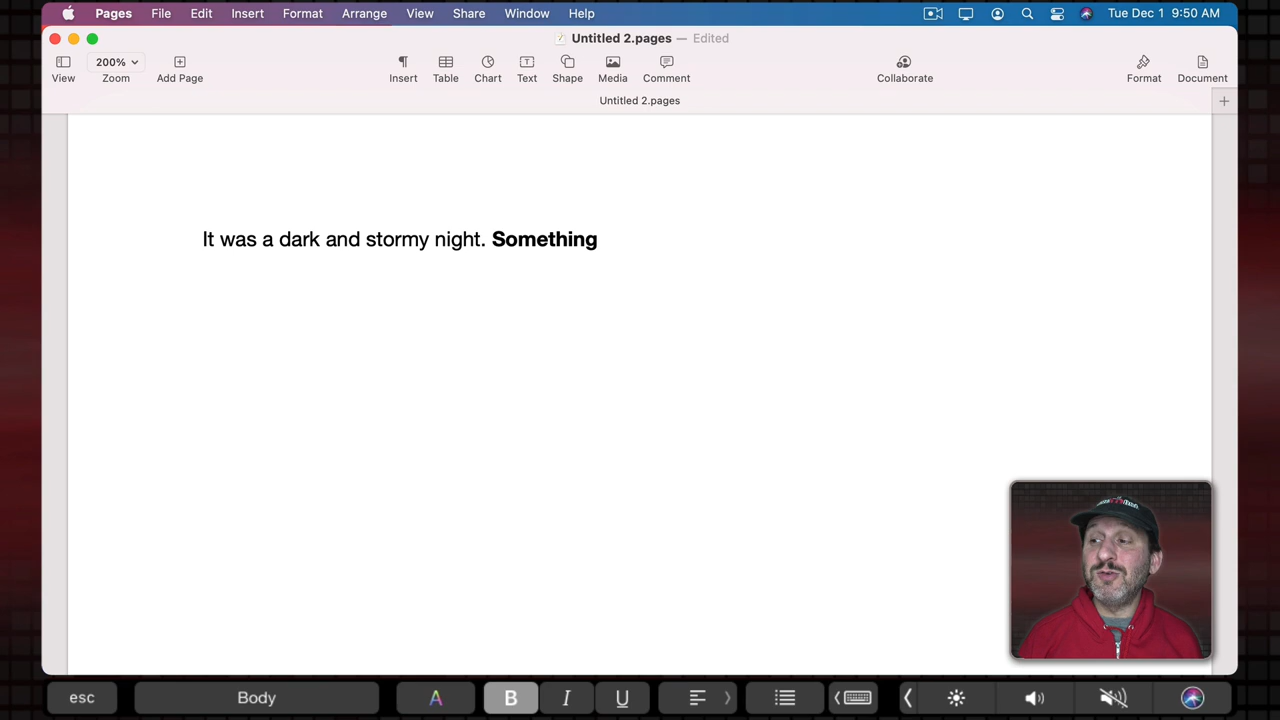 Pages File Edit Insert Format Arrange View Share Window Help Tue Dec 1 9:50 AM
Untitled 2.pages — Edited
200%
View Zoom Add Page Insert Table Chart Text Shape Media Comment Collaborate Format Document
Untitled 2.pages
It was a dark and stormy night. Something
esc Body A B I U